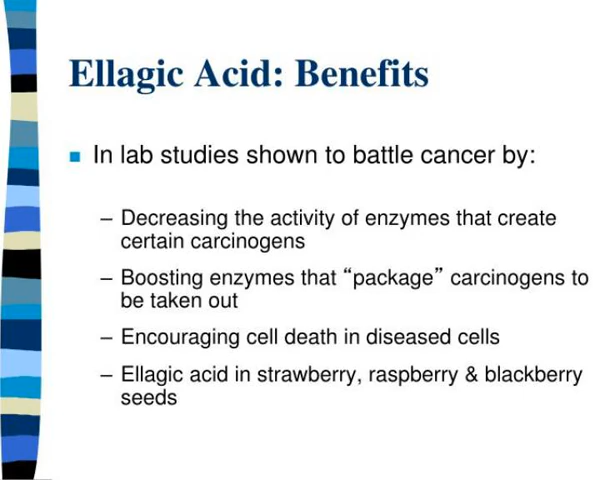 Ellagic Acid: Benefits
In lab studies shown to battle cancer by:
– Decreasing the activity of enzymes that create
certain carcinogens
– Boosting enzymes that “package” carcinogens to
be taken out
– Encouraging cell death in diseased cells
– Ellagic acid in strawberry, raspberry & blackberry
seeds